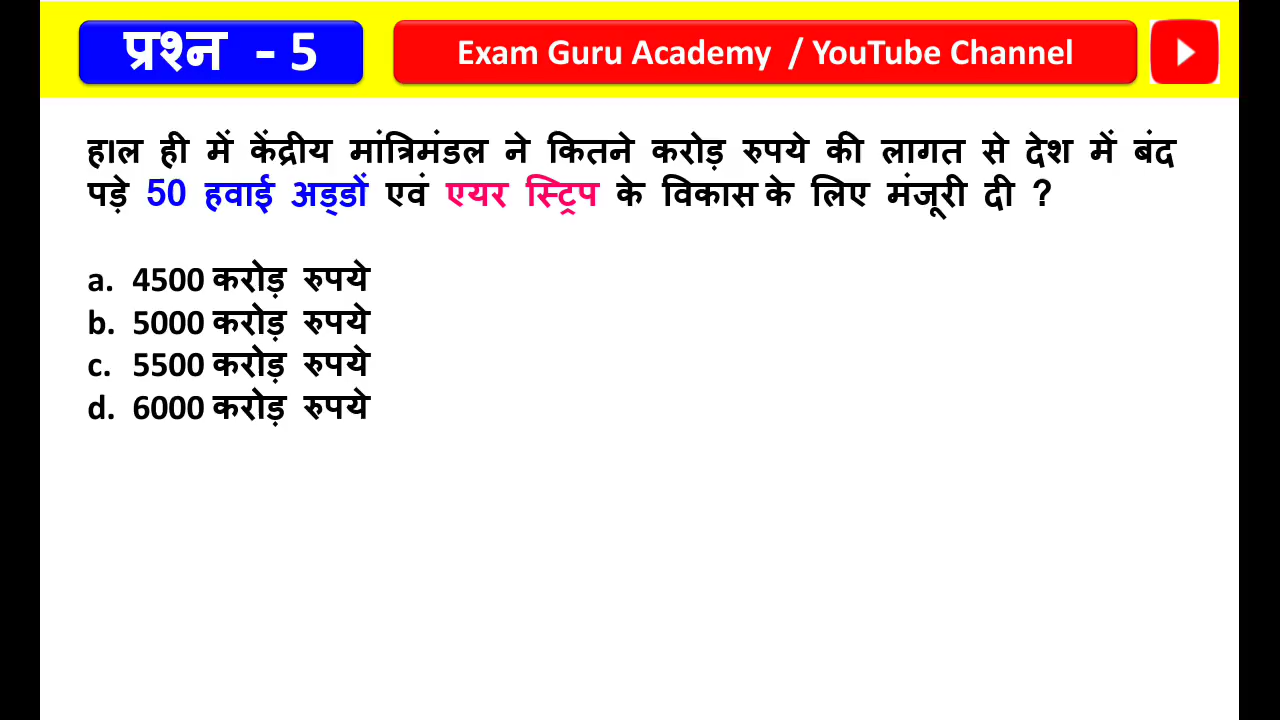 प्रश्न - 5
Exam Guru Academy / YouTube Channel
हाल ही में केंद्रीय मांत्रिमंडल ने कितने करोड़ रुपये की लागत से देश में बंद
पड़े 50 हवाई अड्डों एवं एयर स्ट्रिप के विकास के लिए मंजूरी दी ?
a. 4500 करोड़ रुपये
b. 5000 करोड़ रुपये
c. 5500 करोड़ रुपये
d. 6000 करोड़ रुपये